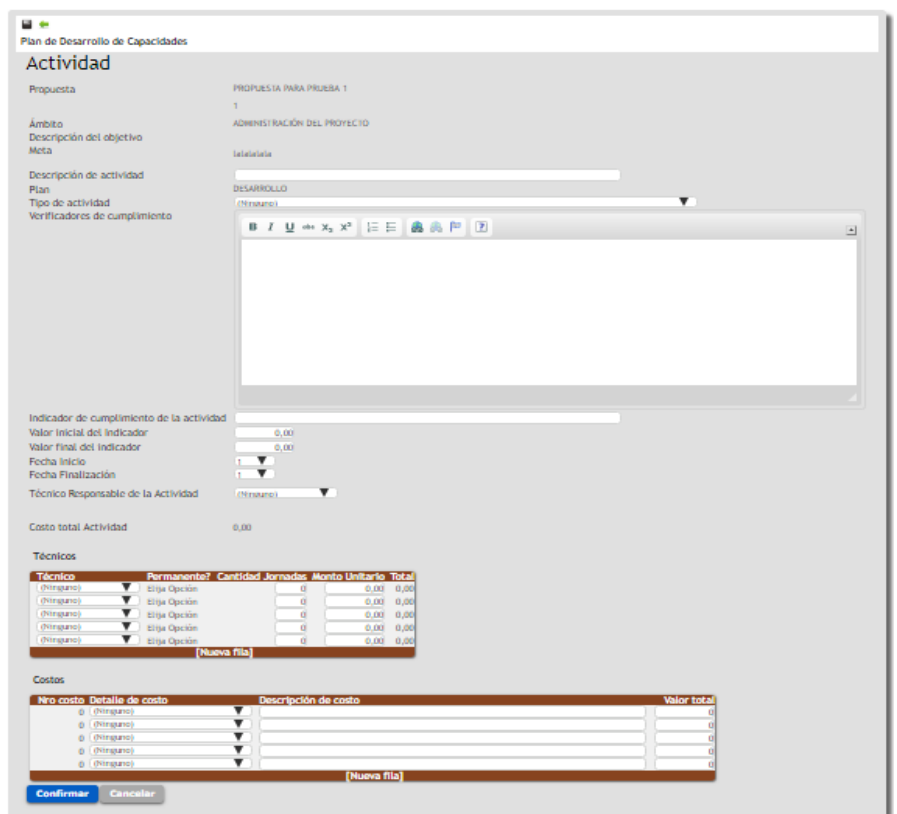 Plan de Desarrollo de Capacidades
Actividad
Propuesta PROPUESTA PARA PRUEBA 1
1
Ámbito ADMINISTRACIÓN DEL PROYECTO
Descripción del objetivo
Meta lalalalala
Descripción de actividad
Plan DESARROLLO
Tipo de actividad (Ninguno)
Verificadores de cumplimiento
B I U abc X₂ X² ?
Indicador de cumplimiento de la actividad
Valor inicial del indicador 0,00
Valor final del indicador 0,00
Fecha Inicio 1
Fecha Finalización 1
Técnico Responsable de la Actividad (Ninguno)
Costo total Actividad 0,00
Técnicos
Técnico Permanente? Cantidad Jornadas Monto Unitario Total
(Ninguno) Elija Opción 0 0,00 0,00
(Ninguno) Elija Opción 0 0,00 0,00
(Ninguno) Elija Opción 0 0,00 0,00
(Ninguno) Elija Opción 0 0,00 0,00
(Ninguno) Elija Opción 0 0,00 0,00
[Nueva fila]
Costos
Nro costo Detalle de costo Descripción de costo Valor total
0 (Ninguno) 0
0 (Ninguno) 0
0 (Ninguno) 0
0 (Ninguno) 0
0 (Ninguno) 0
[Nueva fila]
Confirmar Cancelar